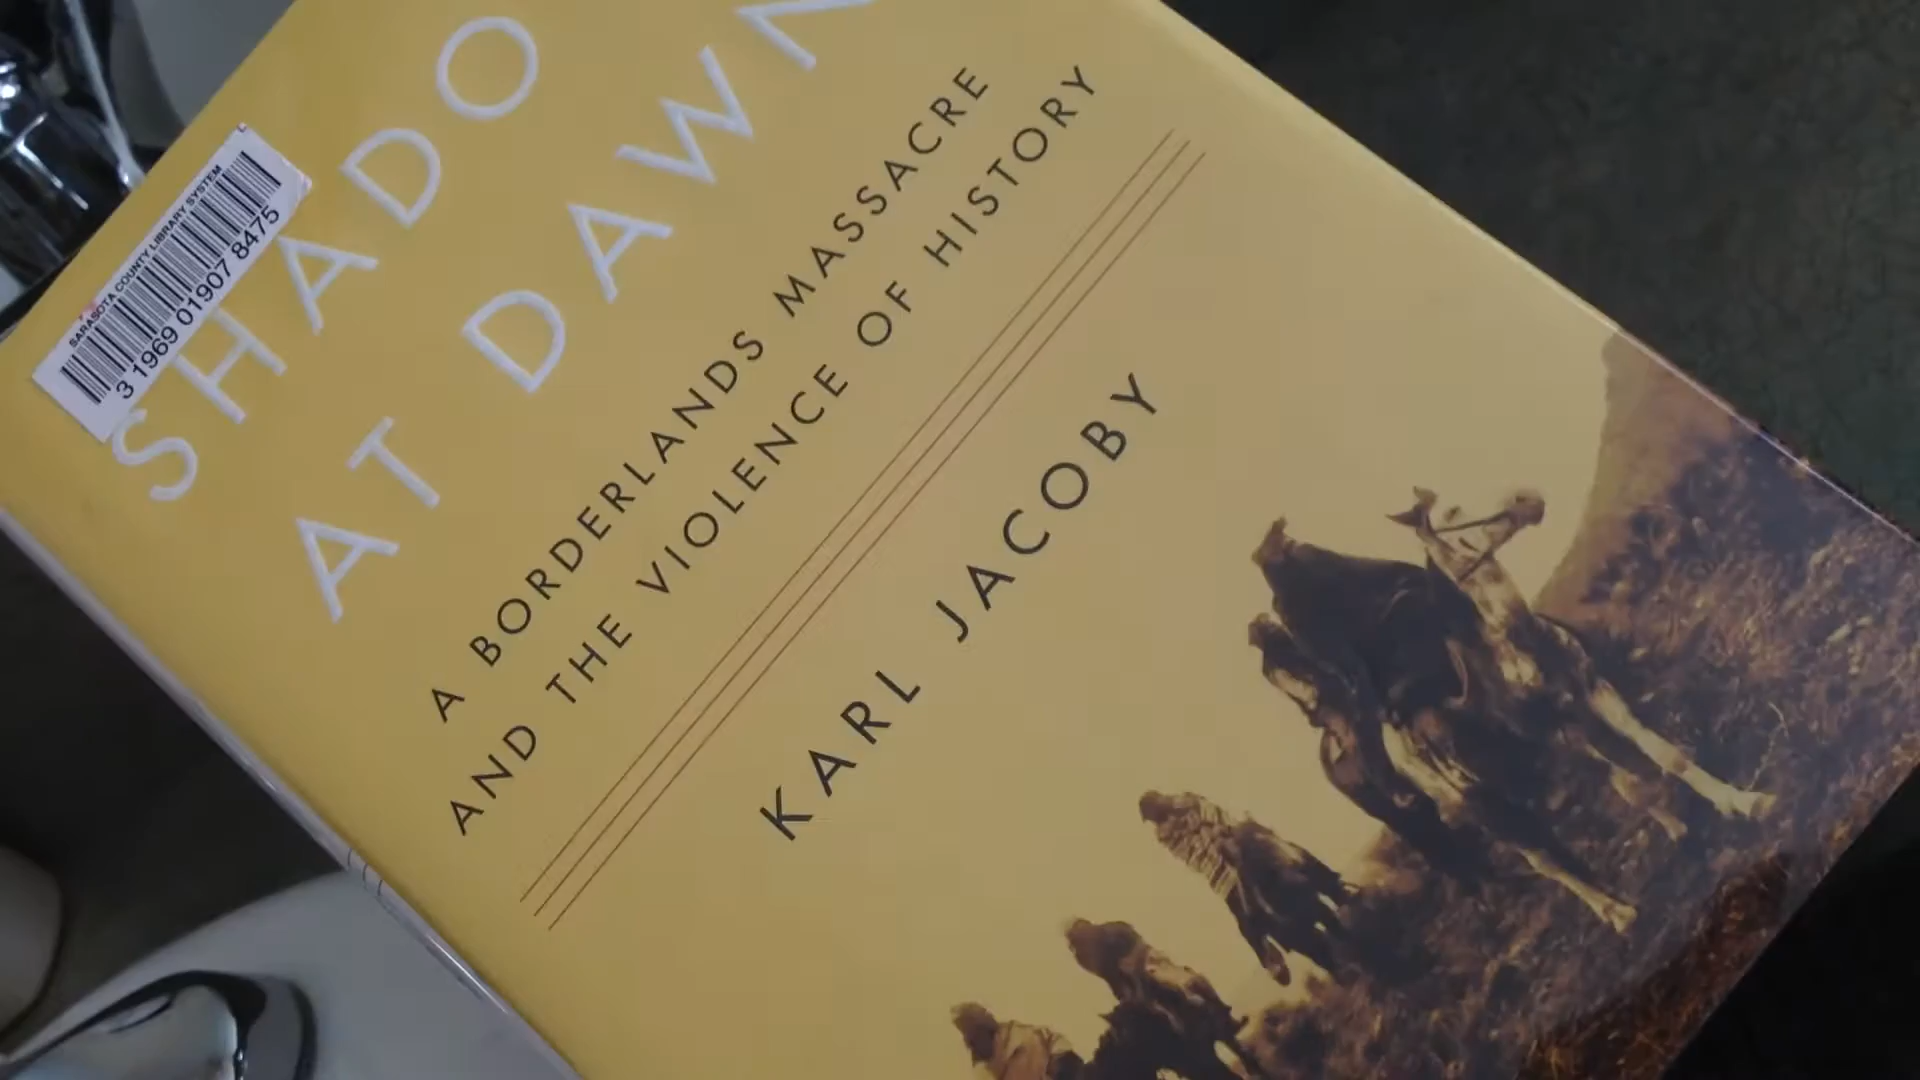 SARASOTA COUNTY LIBRARY SYSTEM
3 1969 01907 8475
SHADO
AT DAWN
A BORDERLANDS MASSACRE
AND THE VIOLENCE OF HISTORY
KARL JACOBY